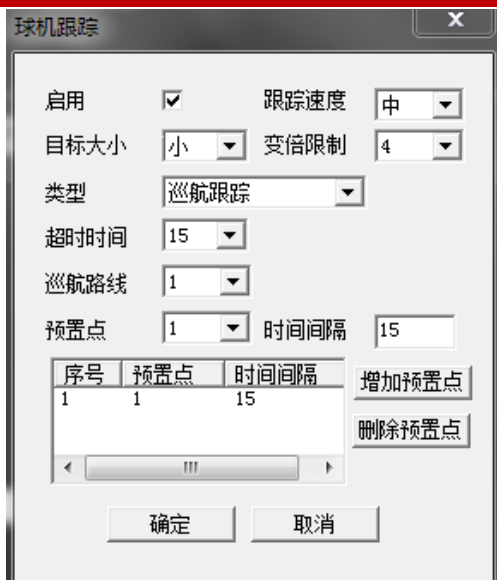 球机跟踪 x
启用 跟踪速度 中
目标大小 小 变倍限制 4
类型 巡航跟踪
超时时间 15
巡航路线 1
预置点 1 时间间隔 15
序号 预置点 时间间隔
1 1 15
增加预置点
删除预置点
确定 取消